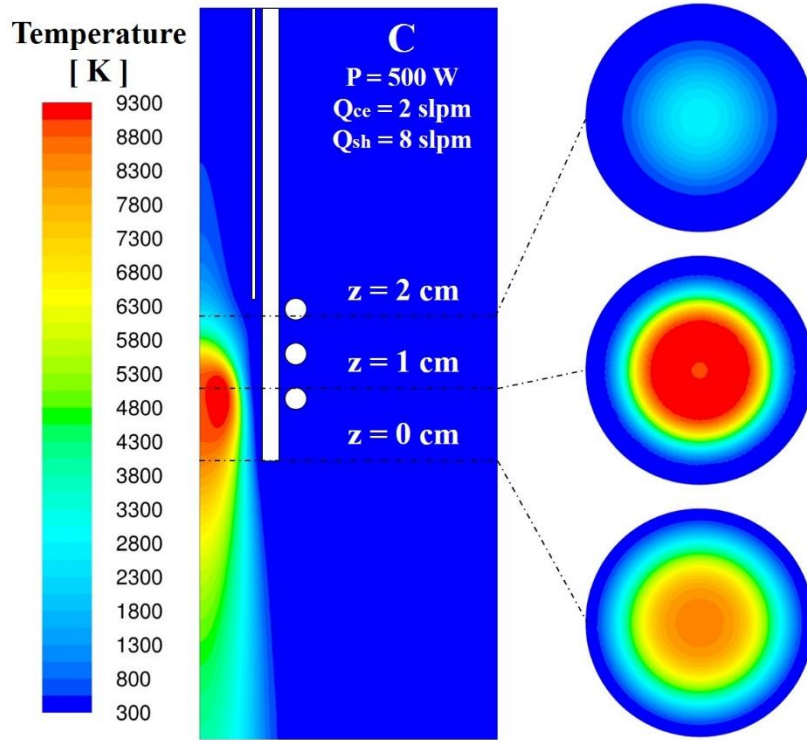 Temperature
[ K ]
9300
8800
8300
7800
7300
6800
6300
5800
5300
4800
4300
3800
3300
2800
2300
1800
1300
800
300
C
P = 500 W
Qce = 2 slpm
Qsh = 8 slpm
z = 2 cm
z = 1 cm
z = 0 cm